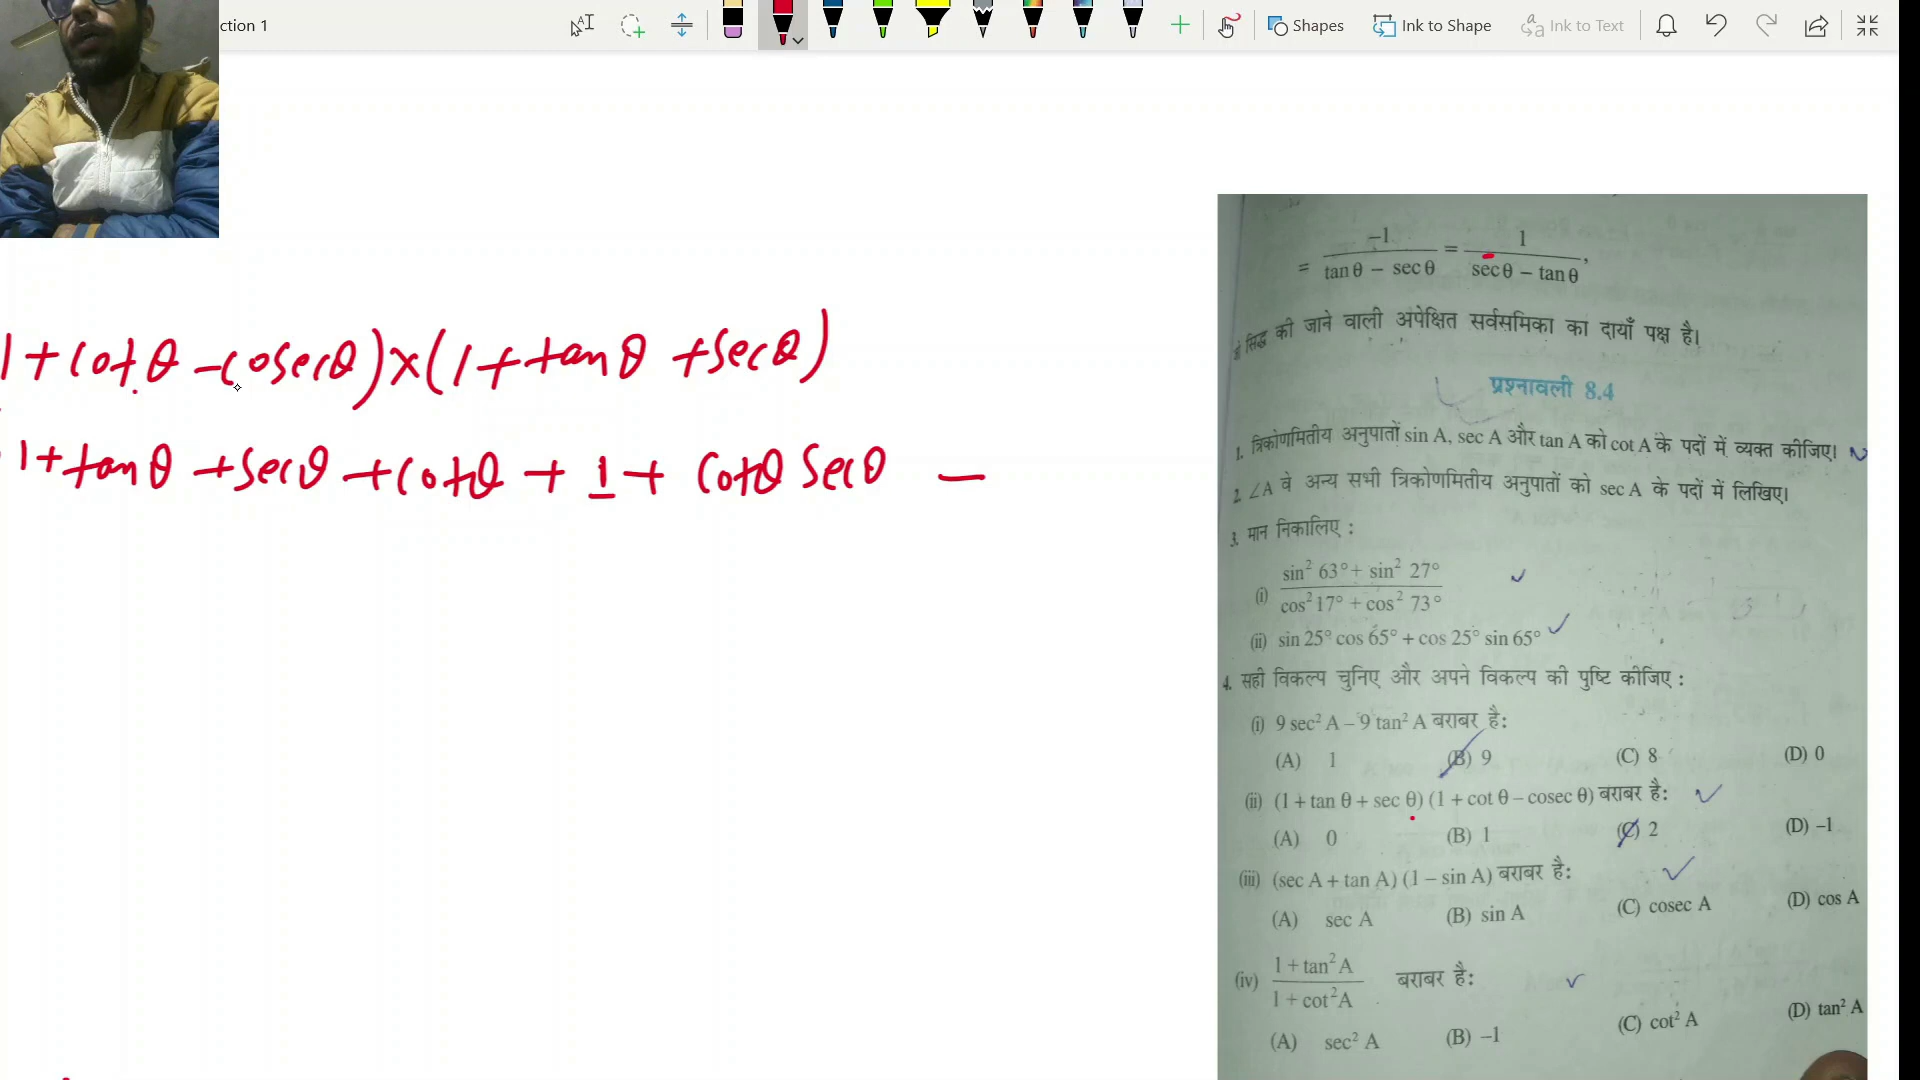 ction 1
Shapes
Ink to Shape
Ink to Text
1 + cotθ - cosecθ) × (1 + tanθ + secθ)
1 + tanθ + secθ + cotθ + 1 + cotθ secθ —
= -1/(tan θ − sec θ) = 1/(sec θ − tan θ),
सिद्ध की जाने वाली अपेक्षित सर्वसमिका का दायाँ पक्ष है।
प्रश्नावली 8.4
1. त्रिकोणमितीय अनुपातों sin A, sec A और tan A को cot A के पदों में व्यक्त कीजिए।
2. ∠A के अन्य सभी त्रिकोणमितीय अनुपातों को sec A के पदों में लिखिए।
3. मान निकालिए :
(i) (sin² 63° + sin² 27°)/(cos² 17° + cos² 73°)
(ii) sin 25° cos 65° + cos 25° sin 65°
4. सही विकल्प चुनिए और अपने विकल्प की पुष्टि कीजिए :
(i) 9 sec² A − 9 tan² A बराबर है:
(A) 1 (B) 9 (C) 8 (D) 0
(ii) (1 + tan θ + sec θ) (1 + cot θ − cosec θ) बराबर है:
(A) 0 (B) 1 (C) 2 (D) −1
(iii) (sec A + tan A) (1 − sin A) बराबर है:
(A) sec A (B) sin A (C) cosec A (D) cos A
(iv) (1 + tan² A)/(1 + cot² A) बराबर है:
(A) sec² A (B) −1 (C) cot² A (D) tan² A